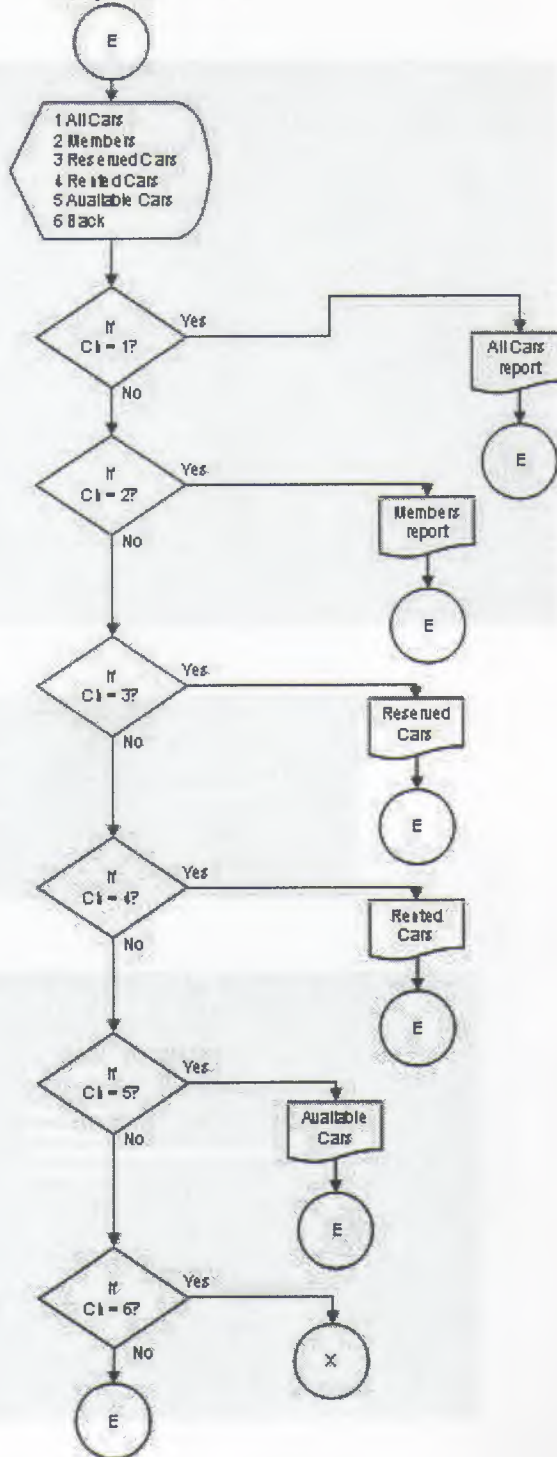 E
1 All Cars
2 Members
3 Reserved Cars
4 Rented Cars
5 Available Cars
6 Back
If
Ch = 1?
Yes
No
All Cars
report
E
If
Ch = 2?
Yes
No
Members
report
E
If
Ch = 3?
Yes
No
Reserved
Cars
E
If
Ch = 4?
Yes
No
Rented
Cars
E
If
Ch = 5?
Yes
No
Available
Cars
E
If
Ch = 6?
Yes
No
X
E